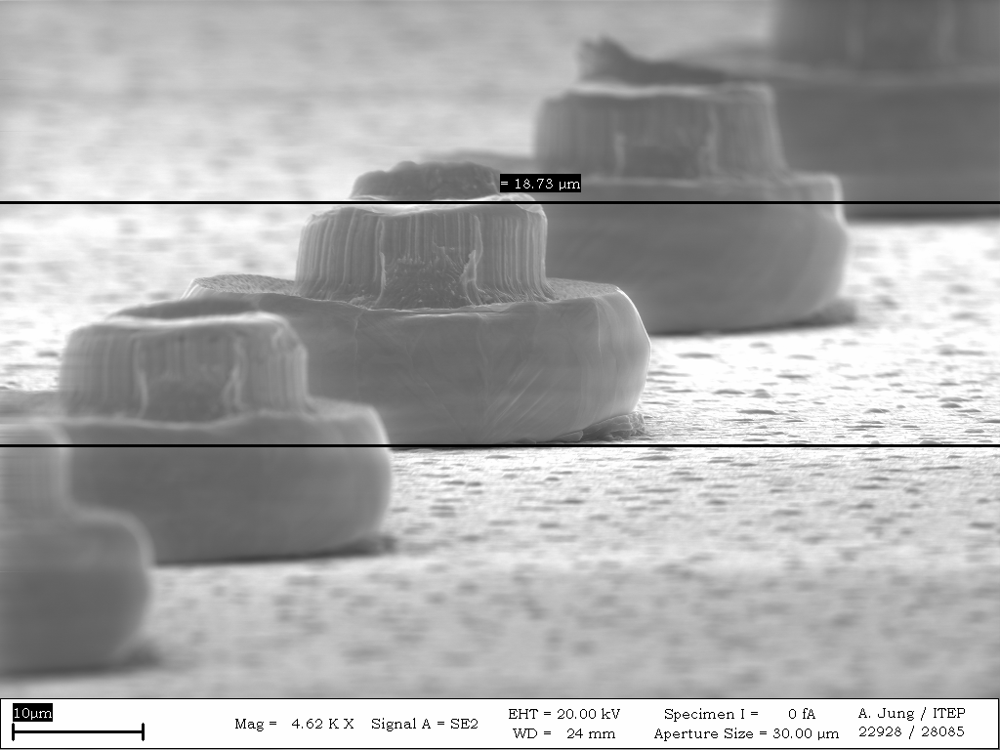 = 18.73 µm
10µm
Mag = 4.62 K X Signal A = SE2
EHT = 20.00 kV
WD = 24 mm
Specimen I = 0 fA
Aperture Size = 30.00 µm
A. Jung / ITEP
22928 / 28085